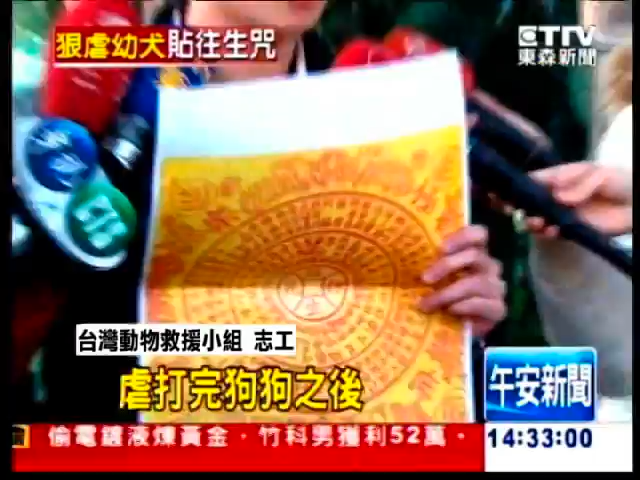 狠虐幼犬貼往生咒
ETTV
東森新聞
台灣動物救援小組 志工
虐打完狗狗之後
午安新聞
偷電鍍液煉黃金,竹科男獲利52萬。
14:33:00